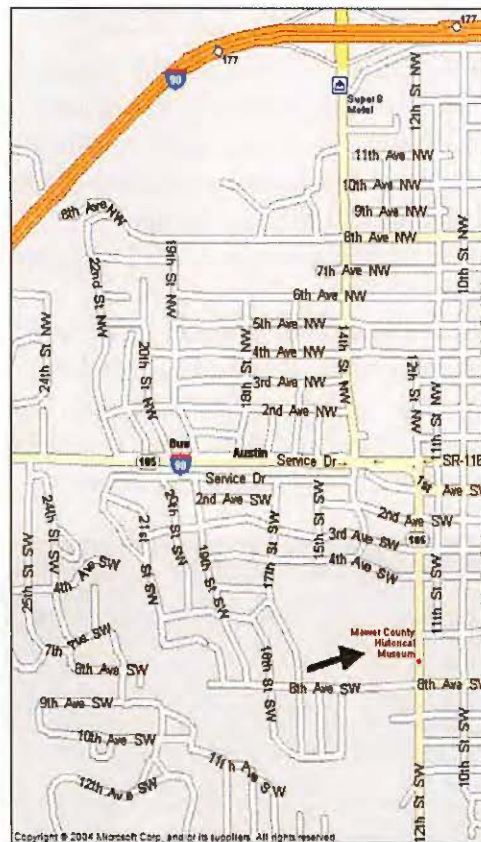 177
177
90
Super 8
Motel
12th St NW
11th Ave NW
10th Ave NW
9th Ave NW
8th Ave NW
8th Ave NW
10th St NW
7th Ave NW
6th Ave NW
19th St NW
22nd St NW
5th Ave NW
4th Ave NW
14th St NW
24th St NW
20th St NW
18th St NW
3rd Ave NW
2nd Ave NW
12th St NW
11th St NW
Bus
Austin
105
90
Service Dr
Service Dr
1st Ave SW
2nd Ave SW
2nd Ave SW
20th St SW
24th St SW
21st St SW
3rd Ave SW
105
15th St SW
17th St SW
4th Ave SW
25th St SW
4th Ave SW
19th St SW
11th St SW
7th Ave SW
Mower County
Historical
Museum
8th Ave SW
18th St SW
8th Ave SW
8th Ave SW
9th Ave SW
10th Ave SW
11th Ave SW
12th Ave SW
12th St SW
10th St SW
Copyright © 2004 Microsoft Corp. and/or its suppliers. All rights reserved.